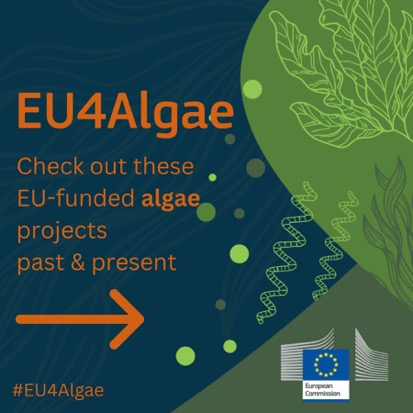 EU4Algae
Check out these
EU-funded algae
projects
past & present
#EU4Algae
European
Commission